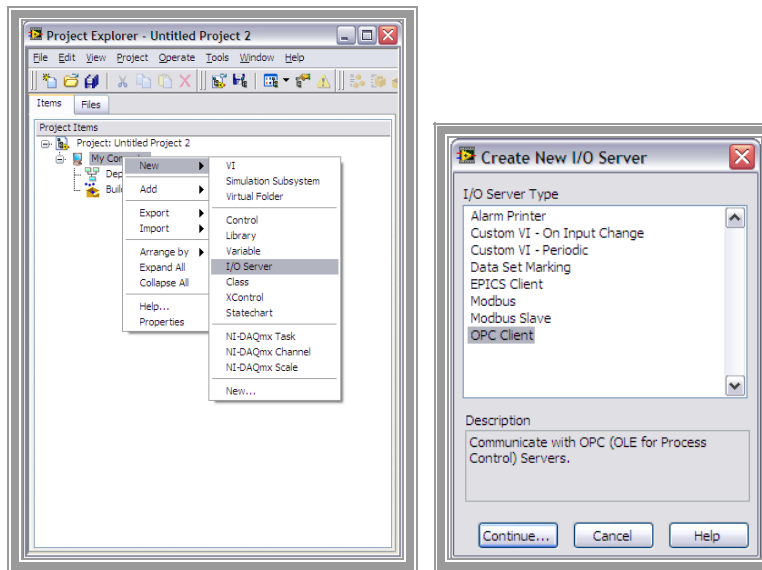 Project Explorer - Untitled Project 2
File Edit View Project Operate Tools Window Help
Items Files
Project Items
Project: Untitled Project 2
My
Dep
Buil
New
Add
Export
Import
Arrange by
Expand All
Collapse All
Help...
Properties
VI
Simulation Subsystem
Virtual Folder
Control
Library
Variable
I/O Server
Class
XControl
Statechart
NI-DAQmx Task
NI-DAQmx Channel
NI-DAQmx Scale
New...
Create New I/O Server
I/O Server Type
Alarm Printer
Custom VI - On Input Change
Custom VI - Periodic
Data Set Marking
EPICS Client
Modbus
Modbus Slave
OPC Client
Description
Communicate with OPC (OLE for Process
Control) Servers.
Continue... Cancel Help